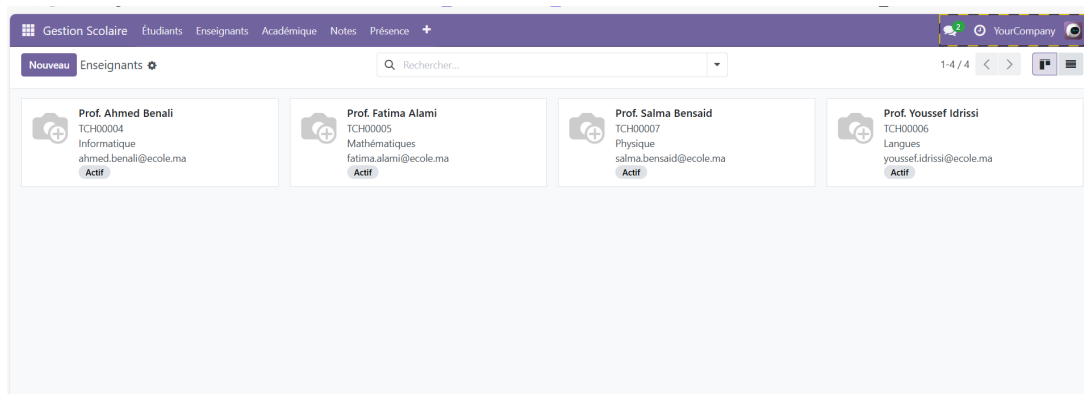 Gestion Scolaire Étudiants Enseignants Académique Notes Présence + 2 YourCompany
Nouveau Enseignants Rechercher... 1-4 / 4
Prof. Ahmed Benali
TCH00004
Informatique
ahmed.benali@ecole.ma
Actif
Prof. Fatima Alami
TCH00005
Mathématiques
fatima.alami@ecole.ma
Actif
Prof. Salma Bensaid
TCH00007
Physique
salma.bensaid@ecole.ma
Actif
Prof. Youssef Idrissi
TCH00006
Langues
youssef.idrissi@ecole.ma
Actif